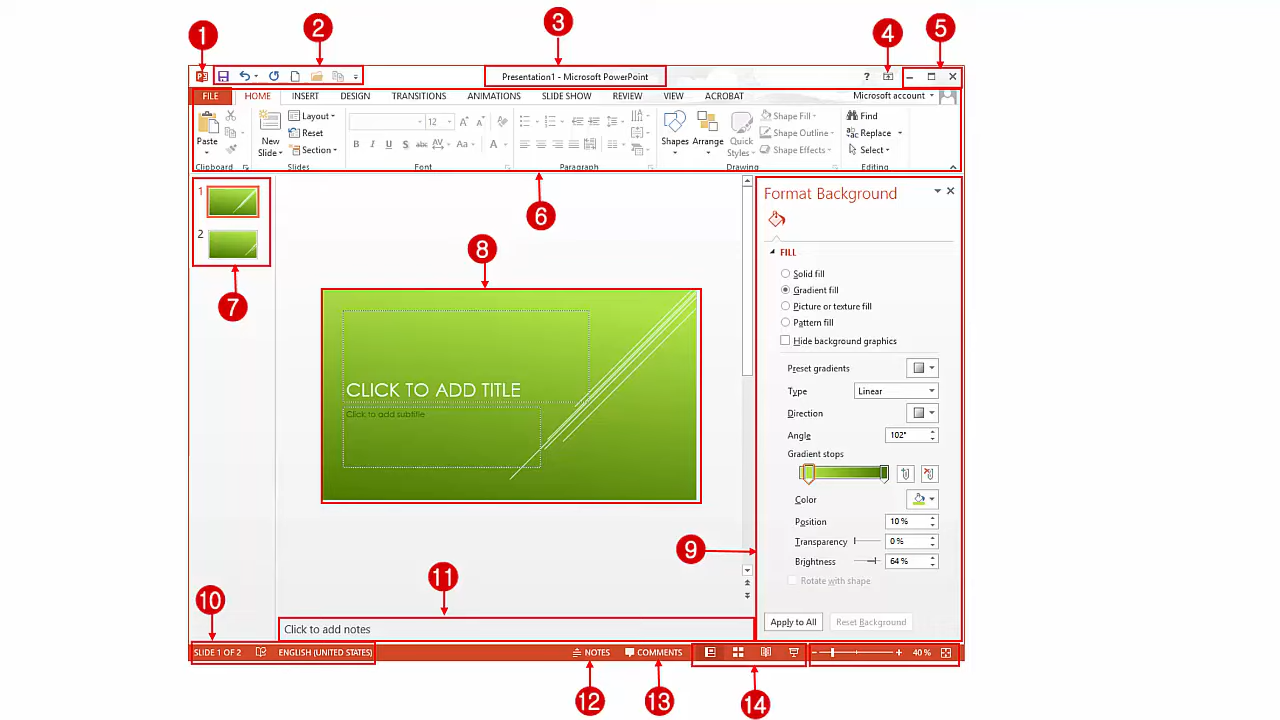 1
2
3
4
5
Presentation1 - Microsoft PowerPoint
?
FILE HOME INSERT DESIGN TRANSITIONS ANIMATIONS SLIDE SHOW REVIEW VIEW ACROBAT Microsoft account
Paste
New Slide
Layout
Reset
Section
12
B I U S abc AV Aa A
Shapes Arrange Quick Styles
Shape Fill
Shape Outline
Shape Effects
Find
Replace
Select
Clipboard Slides Font Paragraph Drawing Editing
6
1
2
7
8
CLICK TO ADD TITLE
Click to add subtitle
Format Background
FILL
Solid fill
Gradient fill
Picture or texture fill
Pattern fill
Hide background graphics
Preset gradients
Type Linear
Direction
Angle 102°
Gradient stops
Color
Position 10 %
Transparency 0 %
Brightness 64 %
Rotate with shape
Apply to All Reset Background
9
10
11
Click to add notes
SLIDE 1 OF 2 ENGLISH (UNITED STATES) NOTES COMMENTS 40 %
12
13
14